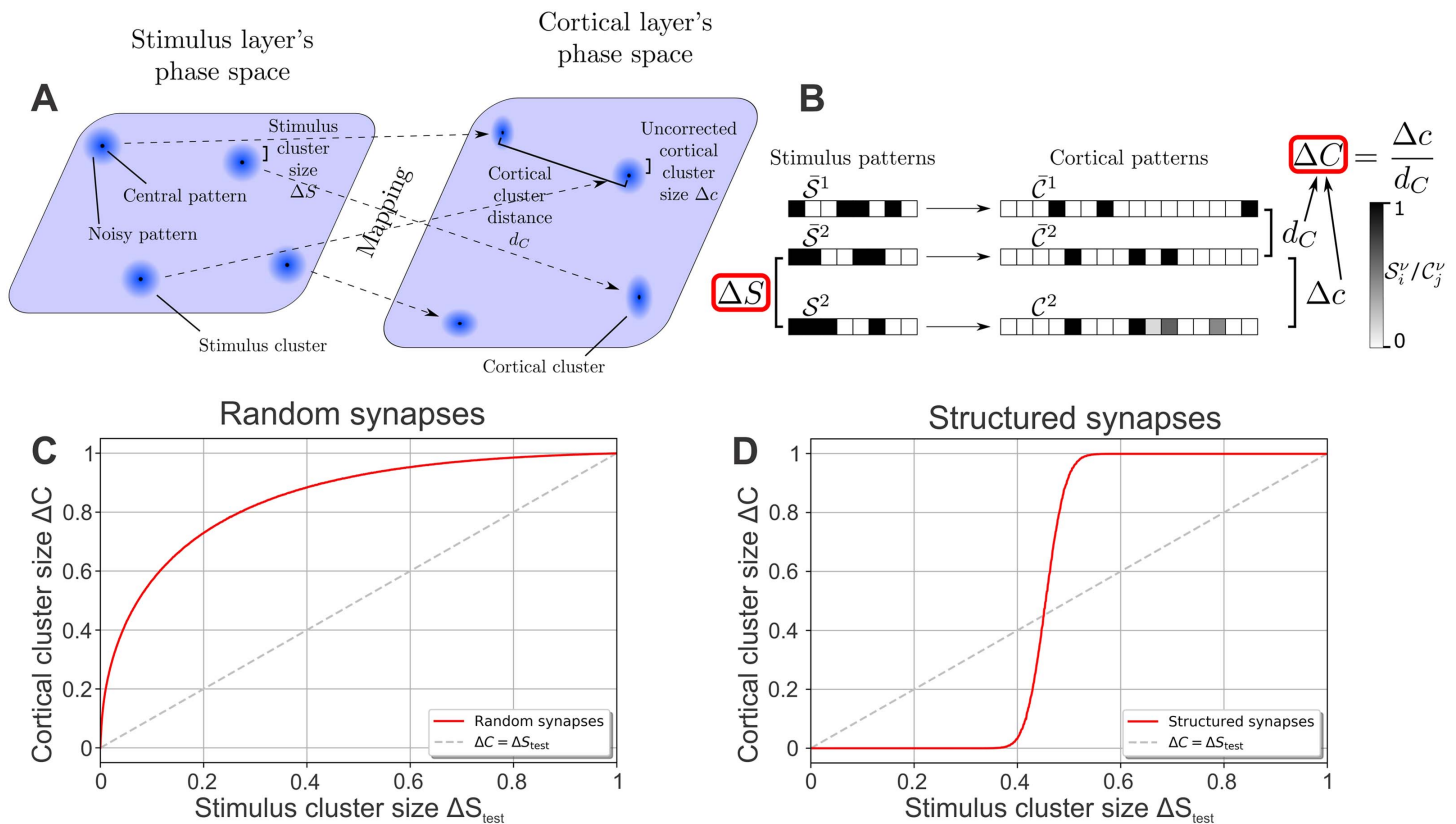 Stimulus layer's
phase space
Cortical layer's
phase space
A
Stimulus
cluster
size
ΔS
Central pattern
Noisy pattern
Stimulus cluster
Mapping
Uncorrected
cortical
cluster
size Δc
Cortical
cluster
distance
d_C
Cortical cluster
B
Stimulus patterns
Cortical patterns
ΔC = Δc / d_C
S̄¹
C̄¹
S̄²
C̄²
S²
C²
ΔS
d_C
Δc
1
S_i^ν / C_j^ν
0
Random synapses
C
Cortical cluster size ΔC
1
0.8
0.6
0.4
0.2
0
0
0.2
0.4
0.6
0.8
1
Random synapses
ΔC = ΔS_test
Stimulus cluster size ΔS_test
Structured synapses
D
Cortical cluster size ΔC
1
0.8
0.6
0.4
0.2
0
0
0.2
0.4
0.6
0.8
1
Structured synapses
ΔC = ΔS_test
Stimulus cluster size ΔS_test